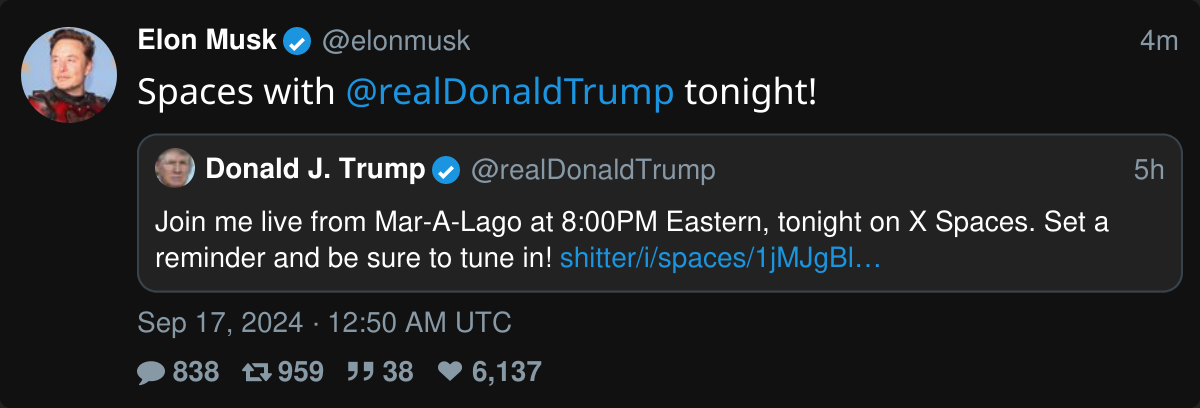 Elon Musk @elonmusk 4m
Spaces with @realDonaldTrump tonight!
Donald J. Trump @realDonaldTrump 5h
Join me live from Mar-A-Lago at 8:00PM Eastern, tonight on X Spaces. Set a
reminder and be sure to tune in! shitter/i/spaces/1jMJgBl…
Sep 17, 2024 · 12:50 AM UTC
838 959 38 6,137